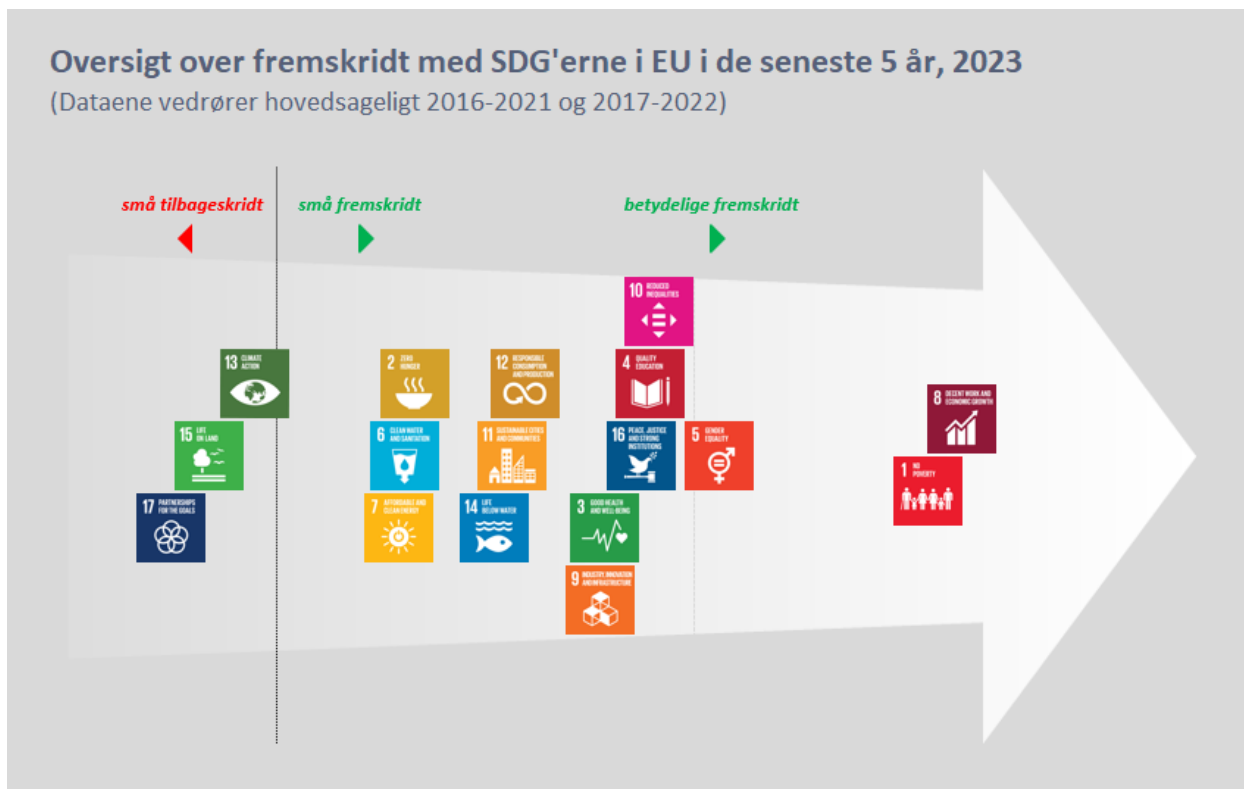 Oversigt over fremskridt med SDG'erne i EU i de seneste 5 år, 2023
(Dataene vedrører hovedsageligt 2016-2021 og 2017-2022)
små tilbageskridt
små fremskridt
betydelige fremskridt
10 REDUCED
INEQUALITIES
13 CLIMATE
ACTION
2 ZERO
HUNGER
12 RESPONSIBLE
CONSUMPTION
AND PRODUCTION
4 QUALITY
EDUCATION
8 DECENT WORK AND
ECONOMIC GROWTH
15 LIFE
ON LAND
6 CLEAN WATER
AND SANITATION
11 SUSTAINABLE CITIES
AND COMMUNITIES
16 PEACE, JUSTICE
AND STRONG
INSTITUTIONS
5 GENDER
EQUALITY
1 NO
POVERTY
17 PARTNERSHIPS
FOR THE GOALS
7 AFFORDABLE AND
CLEAN ENERGY
14 LIFE
BELOW WATER
3 GOOD HEALTH
AND WELL-BEING
9 INDUSTRY, INNOVATION
AND INFRASTRUCTURE